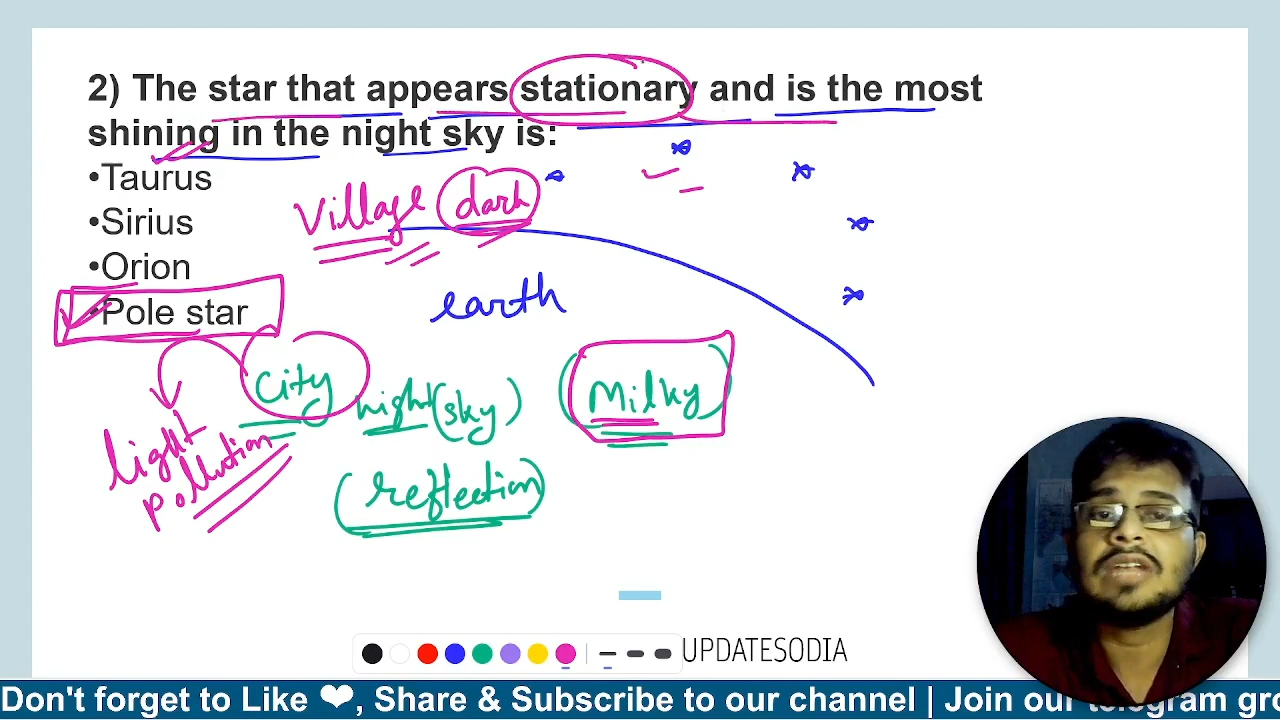 2) The star that appears stationary and is the most
shining in the night sky is:
•Taurus
•Sirius
•Orion
•Pole star
Village dark
earth
City night (sky) (Milky)
light
pollution
(reflection)
UPDATESODIA
Don't forget to Like ❤, Share & Subscribe to our channel | Join our telegram gro